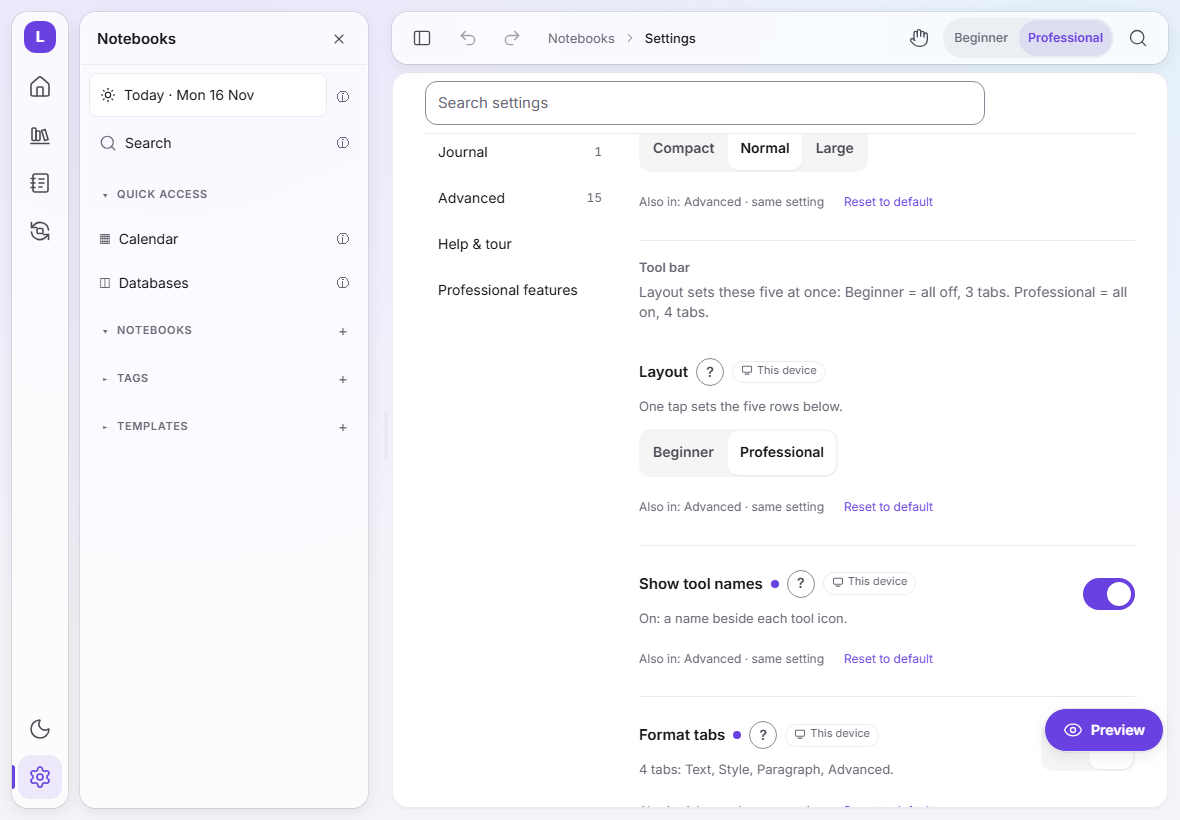 L
Notebooks
Today · Mon 16 Nov
Search
QUICK ACCESS
Calendar
Databases
NOTEBOOKS
TAGS
TEMPLATES
Notebooks > Settings
Beginner Professional
Search settings
Journal 1
Advanced 15
Help & tour
Professional features
Compact Normal Large
Also in: Advanced · same setting Reset to default
Tool bar
Layout sets these five at once: Beginner = all off, 3 tabs. Professional = all
on, 4 tabs.
Layout ? This device
One tap sets the five rows below.
Beginner Professional
Also in: Advanced · same setting Reset to default
Show tool names ? This device
On: a name beside each tool icon.
Also in: Advanced · same setting Reset to default
Format tabs ? This device
4 tabs: Text, Style, Paragraph, Advanced.
Preview